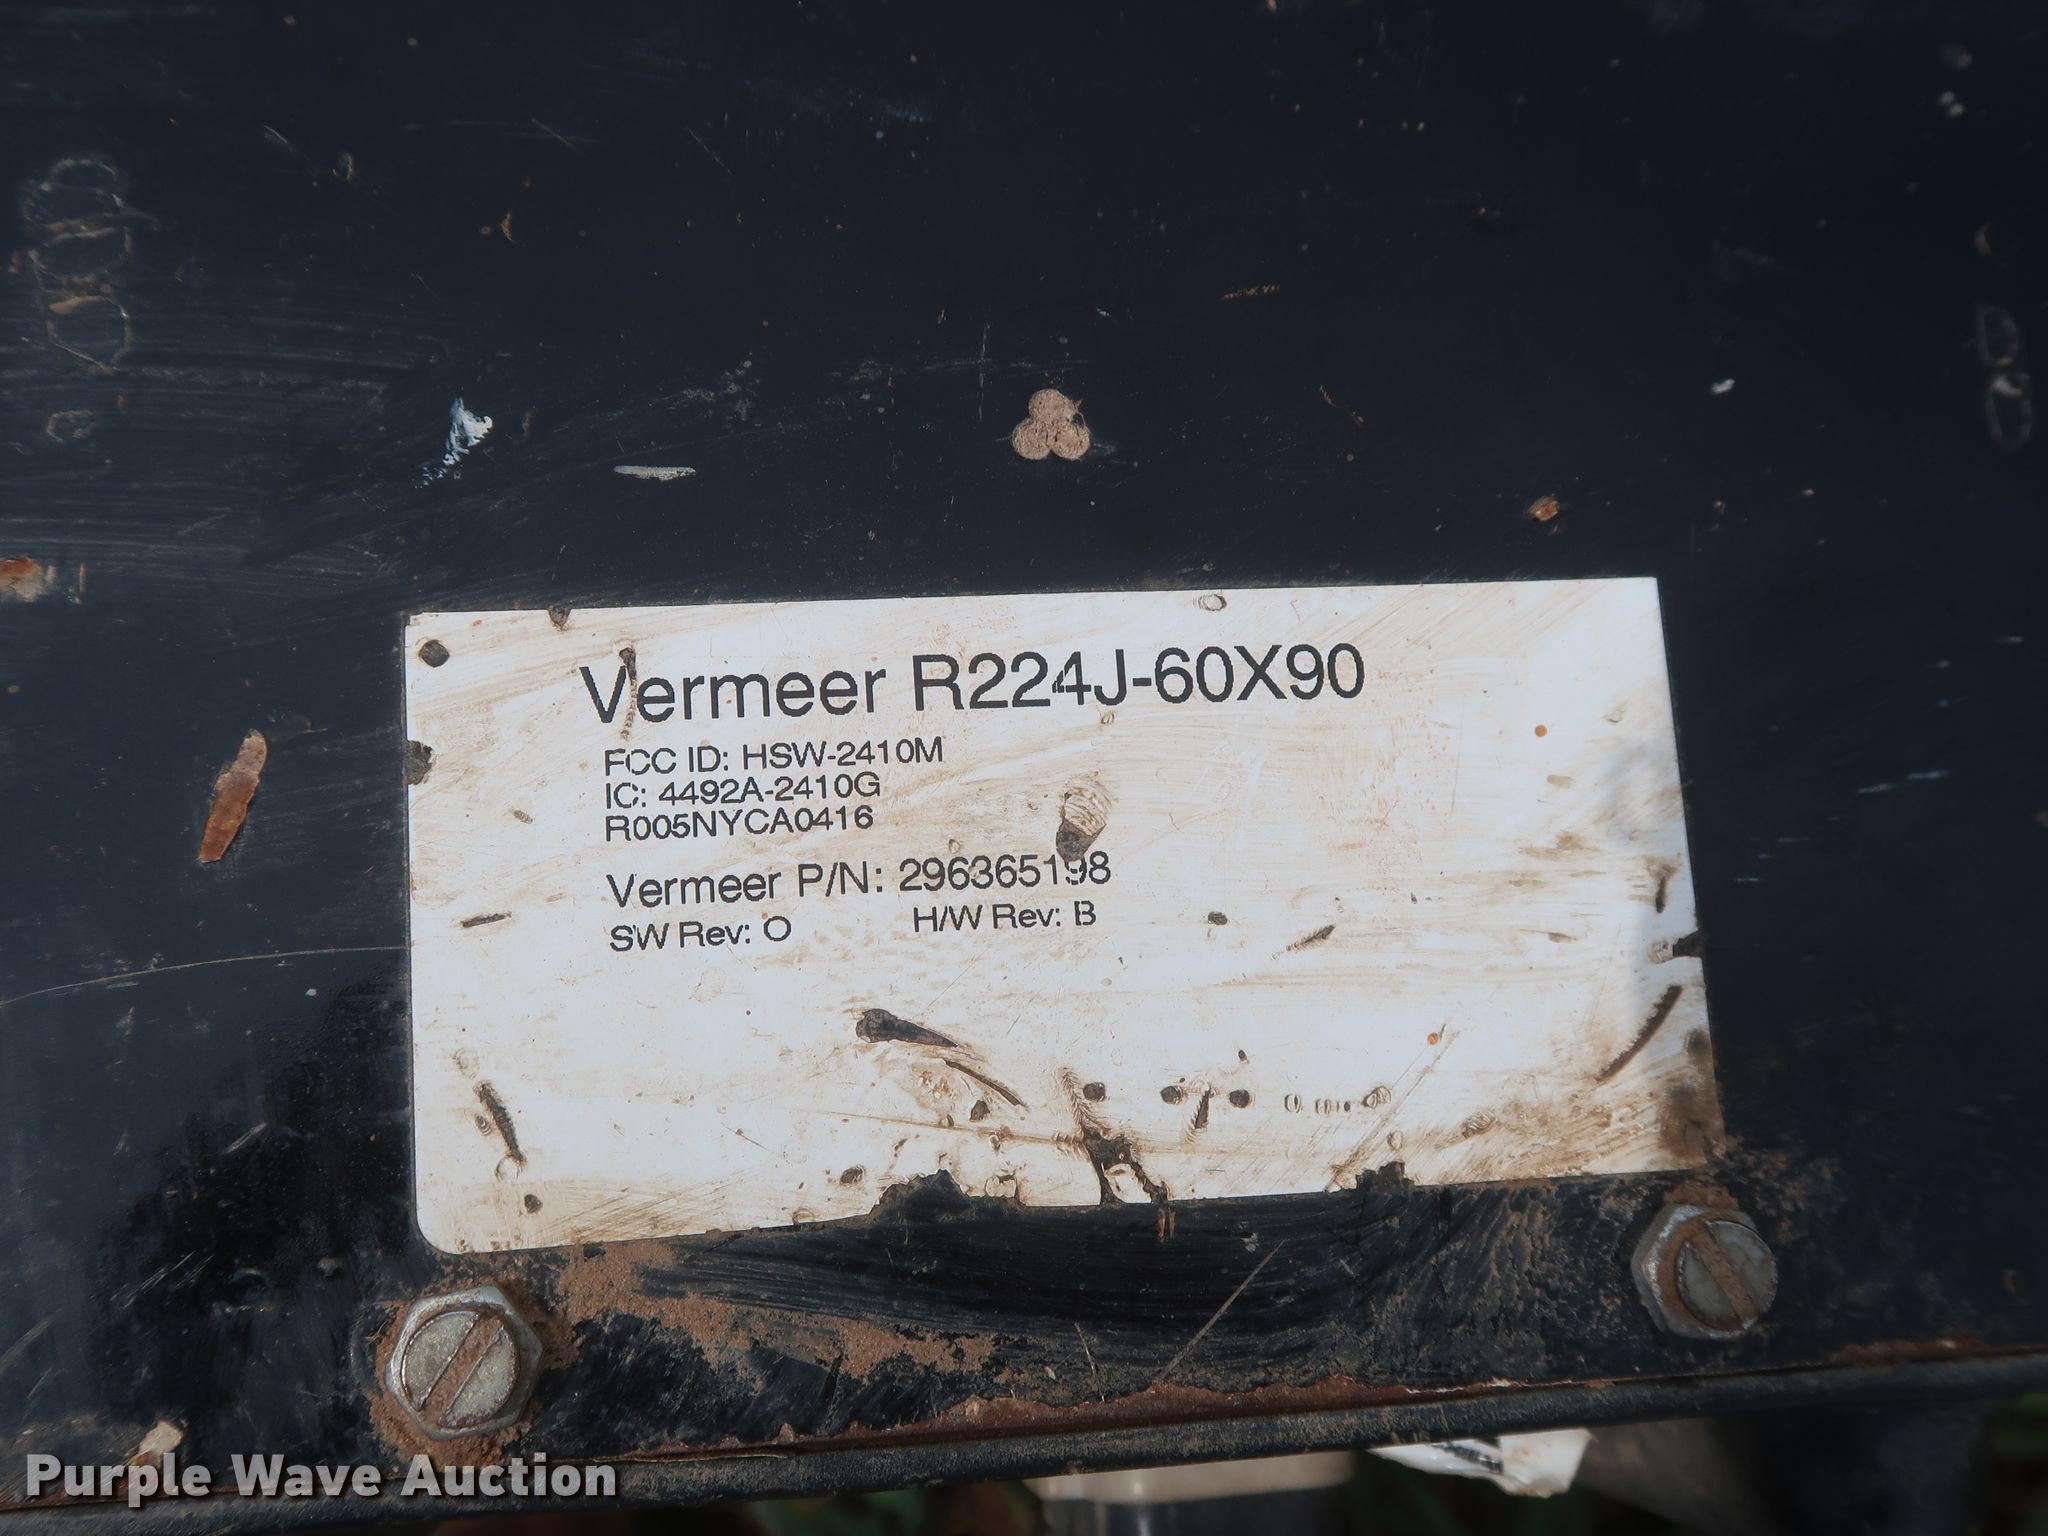 Vermeer R224J-60X90
FCC ID: HSW-2410M
IC: 4492A-2410G
R005NYCA0416
Vermeer P/N: 296365198
SW Rev: O H/W Rev: B
Purple Wave Auction